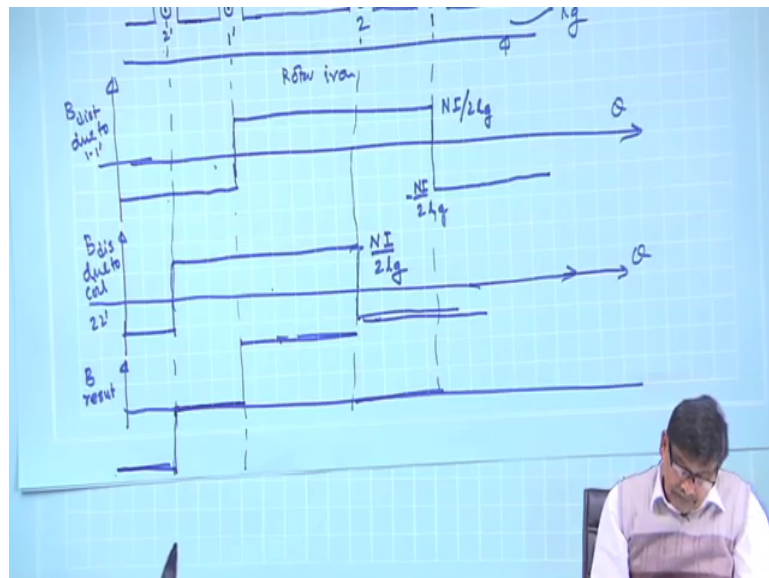 2' 1' 2 1
lg
Rotor iron
B dist
due to
1-1'
NI/2lg
θ
-NI
2lg
B dis
due to
coil
22'
NI
2lg
θ
B
result